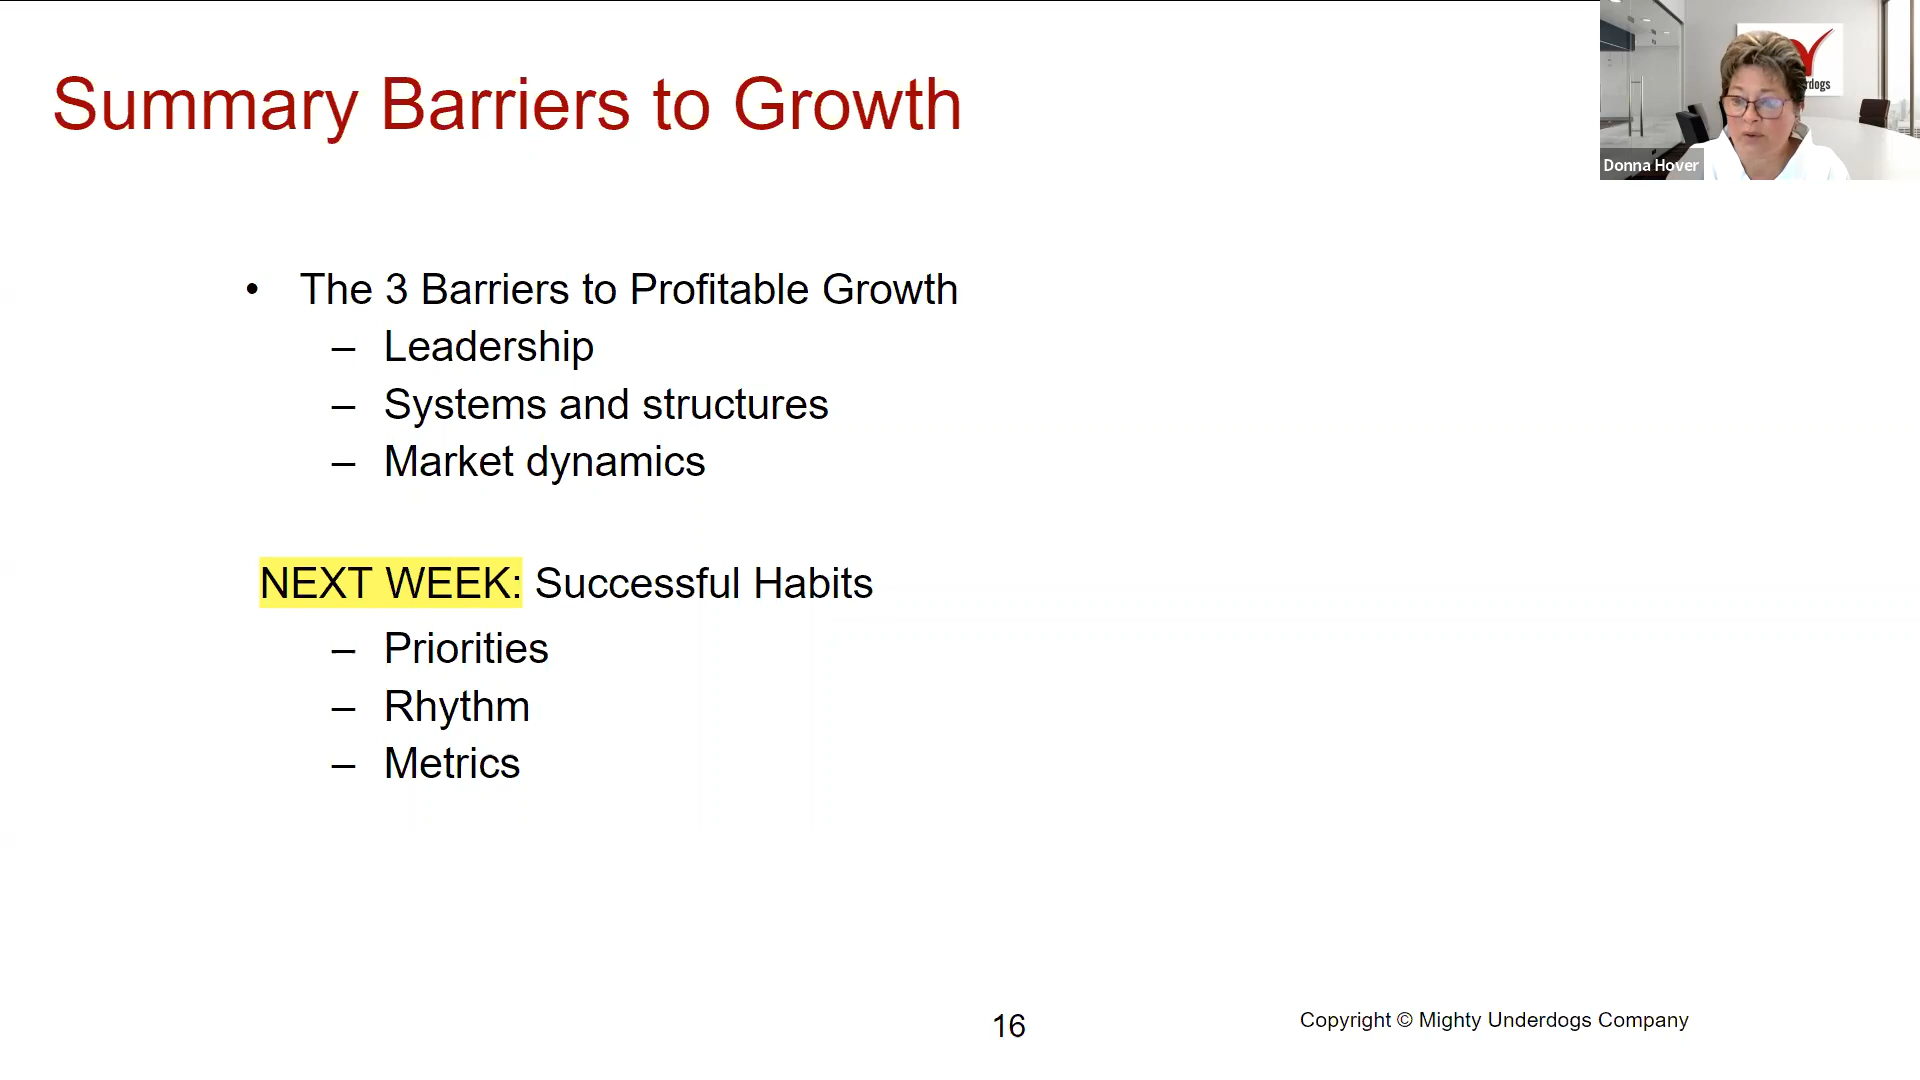 Summary Barriers to Growth
rdogs
Donna Hover
• The 3 Barriers to Profitable Growth
– Leadership
– Systems and structures
– Market dynamics
NEXT WEEK: Successful Habits
– Priorities
– Rhythm
– Metrics
16
Copyright © Mighty Underdogs Company